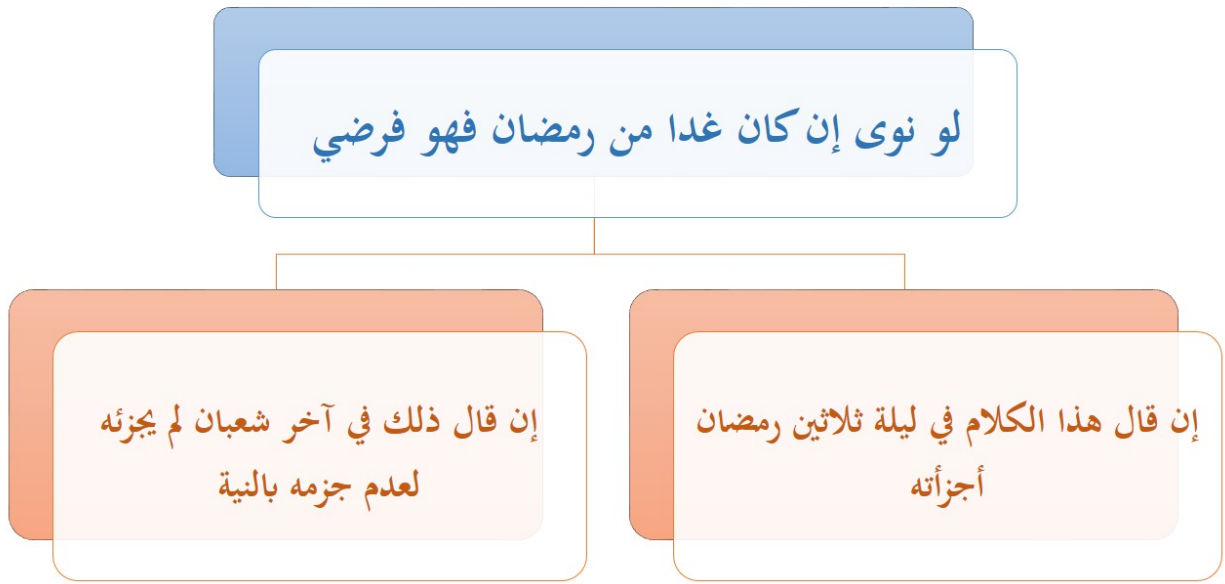 لو نوى إن كان غدا من رمضان فهو فرضي
إن قال هذا الكلام في ليلة ثلاثين رمضان
أجزأته
إن قال ذلك في آخر شعبان لم يجزئه
لعدم جزمه بالنية